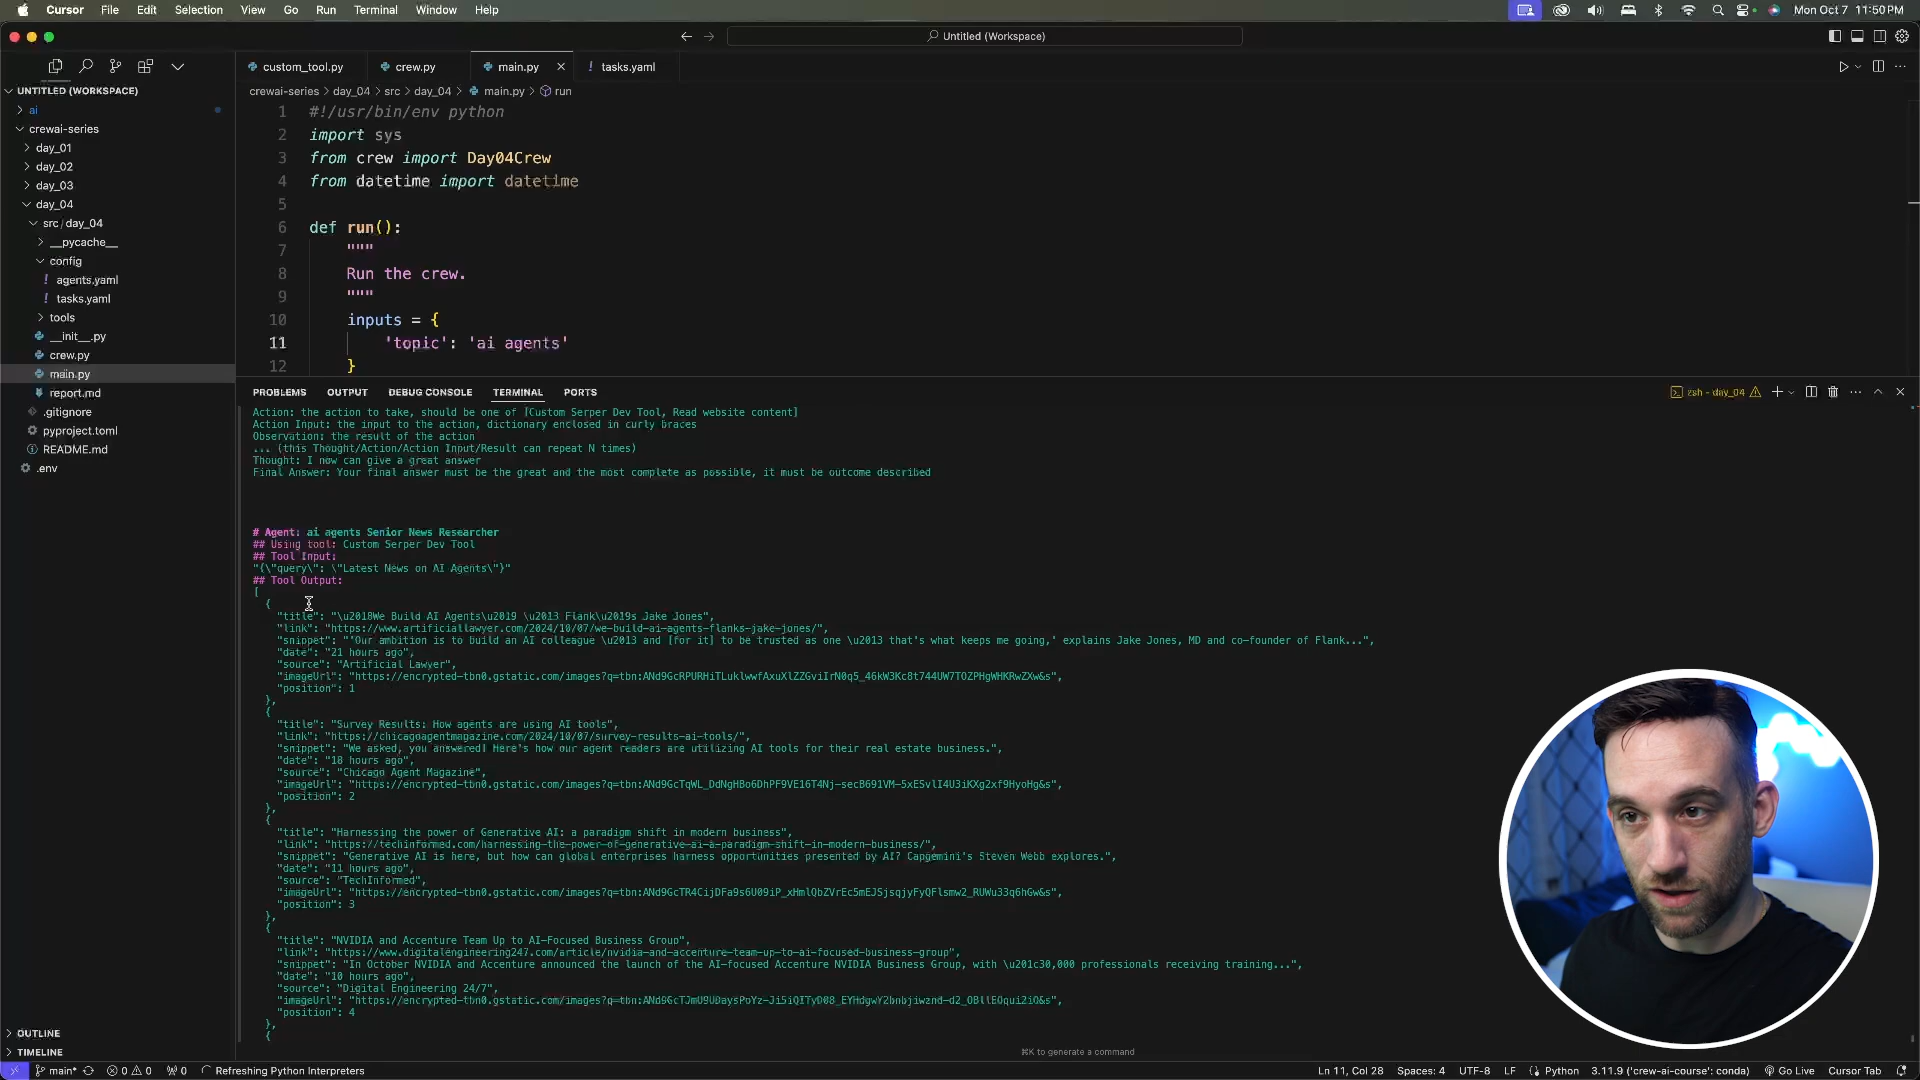 Cursor File Edit Selection View Go Run Terminal Window Help Mon Oct 7 11:50 PM
Untitled (Workspace)
custom_tool.py crew.py main.py tasks.yaml
UNTITLED (WORKSPACE)
ai
crewai-series
day_01
day_02
day_03
day_04
src/day_04
__pycache__
config
agents.yaml
tasks.yaml
tools
__init__.py
crew.py
main.py
report.md
.gitignore
pyproject.toml
README.md
.env
OUTLINE
TIMELINE
crewai-series > day_04 > src > day_04 > main.py > run
1 #!/usr/bin/env python
2 import sys
3 from crew import Day04Crew
4 from datetime import datetime
5
6 def run():
7 """
8 Run the crew.
9 """
10 inputs = {
11 'topic': 'ai agents'
12 }
PROBLEMS OUTPUT DEBUG CONSOLE TERMINAL PORTS zsh - day_04
Action: the action to take, should be one of [Custom Serper Dev Tool, Read website content]
Action Input: the input to the action, dictionary enclosed in curly braces
Observation: the result of the action
... (this Thought/Action/Action Input/Result can repeat N times)
Thought: I now can give a great answer
Final Answer: Your final answer must be the great and the most complete as possible, it must be outcome described
# Agent: ai agents Senior News Researcher
## Using tool: Custom Serper Dev Tool
## Tool Input:
"{\"query\": \"Latest News on AI Agents\"}"
## Tool Output:
[
{
"title": "\u2018We Build AI Agents\u2019 \u2013 Flank\u2019s Jake Jones",
"link": "https://www.artificiallawyer.com/2024/10/07/we-build-ai-agents-flanks-jake-jones/",
"snippet": "'Our ambition is to build an AI colleague \u2013 and [for it] to be trusted as one \u2013 that's what keeps me going,' explains Jake Jones, MD and co-founder of Flank...",
"date": "21 hours ago",
"source": "Artificial Lawyer",
"imageUrl":
"position": 1
},
{
"title": "Survey Results: How agents are using AI tools",
"link": "https://chicagoagentmagazine.com/2024/10/07/survey-results-ai-tools/",
"snippet": "We asked, you answered! Here's how our agent readers are utilizing AI tools for their real estate business.",
"date": "18 hours ago",
"source": "Chicago Agent Magazine",
"imageUrl":
"position": 2
},
{
"title": "Harnessing the power of Generative AI: a paradigm shift in modern business",
"link": "https://techinformed.com/harnessing-the-power-of-generative-ai-a-paradigm-shift-in-modern-business/",
"snippet": "Generative AI is here, but how can global enterprises harness opportunities presented by AI? Capgemini's Steven Webb explores.",
"date": "11 hours ago",
"source": "TechInformed",
"imageUrl":
"position": 3
},
{
"title": "NVIDIA and Accenture Team Up to AI-Focused Business Group",
"link": "https://www.digitalengineering247.com/article/nvidia-and-accenture-team-up-to-ai-focused-business-group",
"snippet": "In October NVIDIA and Accenture announced the launch of the AI-focused Accenture NVIDIA Business Group, with \u201c30,000 professionals receiving training...",
"date": "10 hours ago",
"source": "Digital Engineering 24/7",
"imageUrl":
"position": 4
},
{
⌘K to generate a command
main* 0 0 0 Refreshing Python Interpreters Ln 11, Col 28 Spaces: 4 UTF-8 LF Python 3.11.9 ('crew-ai-course': conda) Go Live Cursor Tab